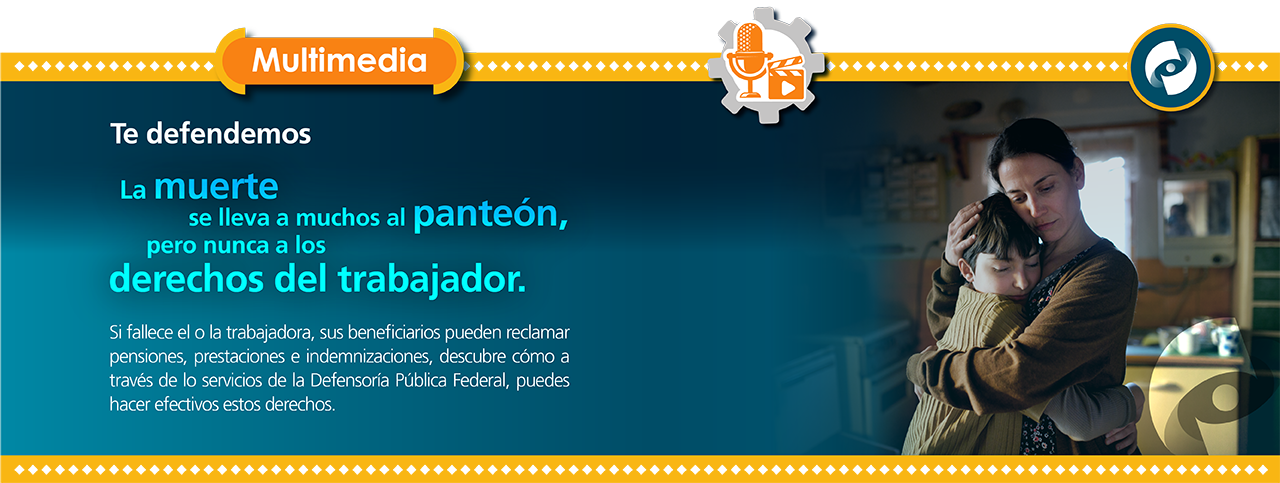 Multimedia
Te defendemos
La muerte
se lleva a muchos al panteón,
pero nunca a los
derechos del trabajador.
Si fallece el o la trabajadora, sus beneficiarios pueden reclamar
pensiones, prestaciones e indemnizaciones, descubre cómo a
través de lo servicios de la Defensoría Pública Federal, puedes
hacer efectivos estos derechos.